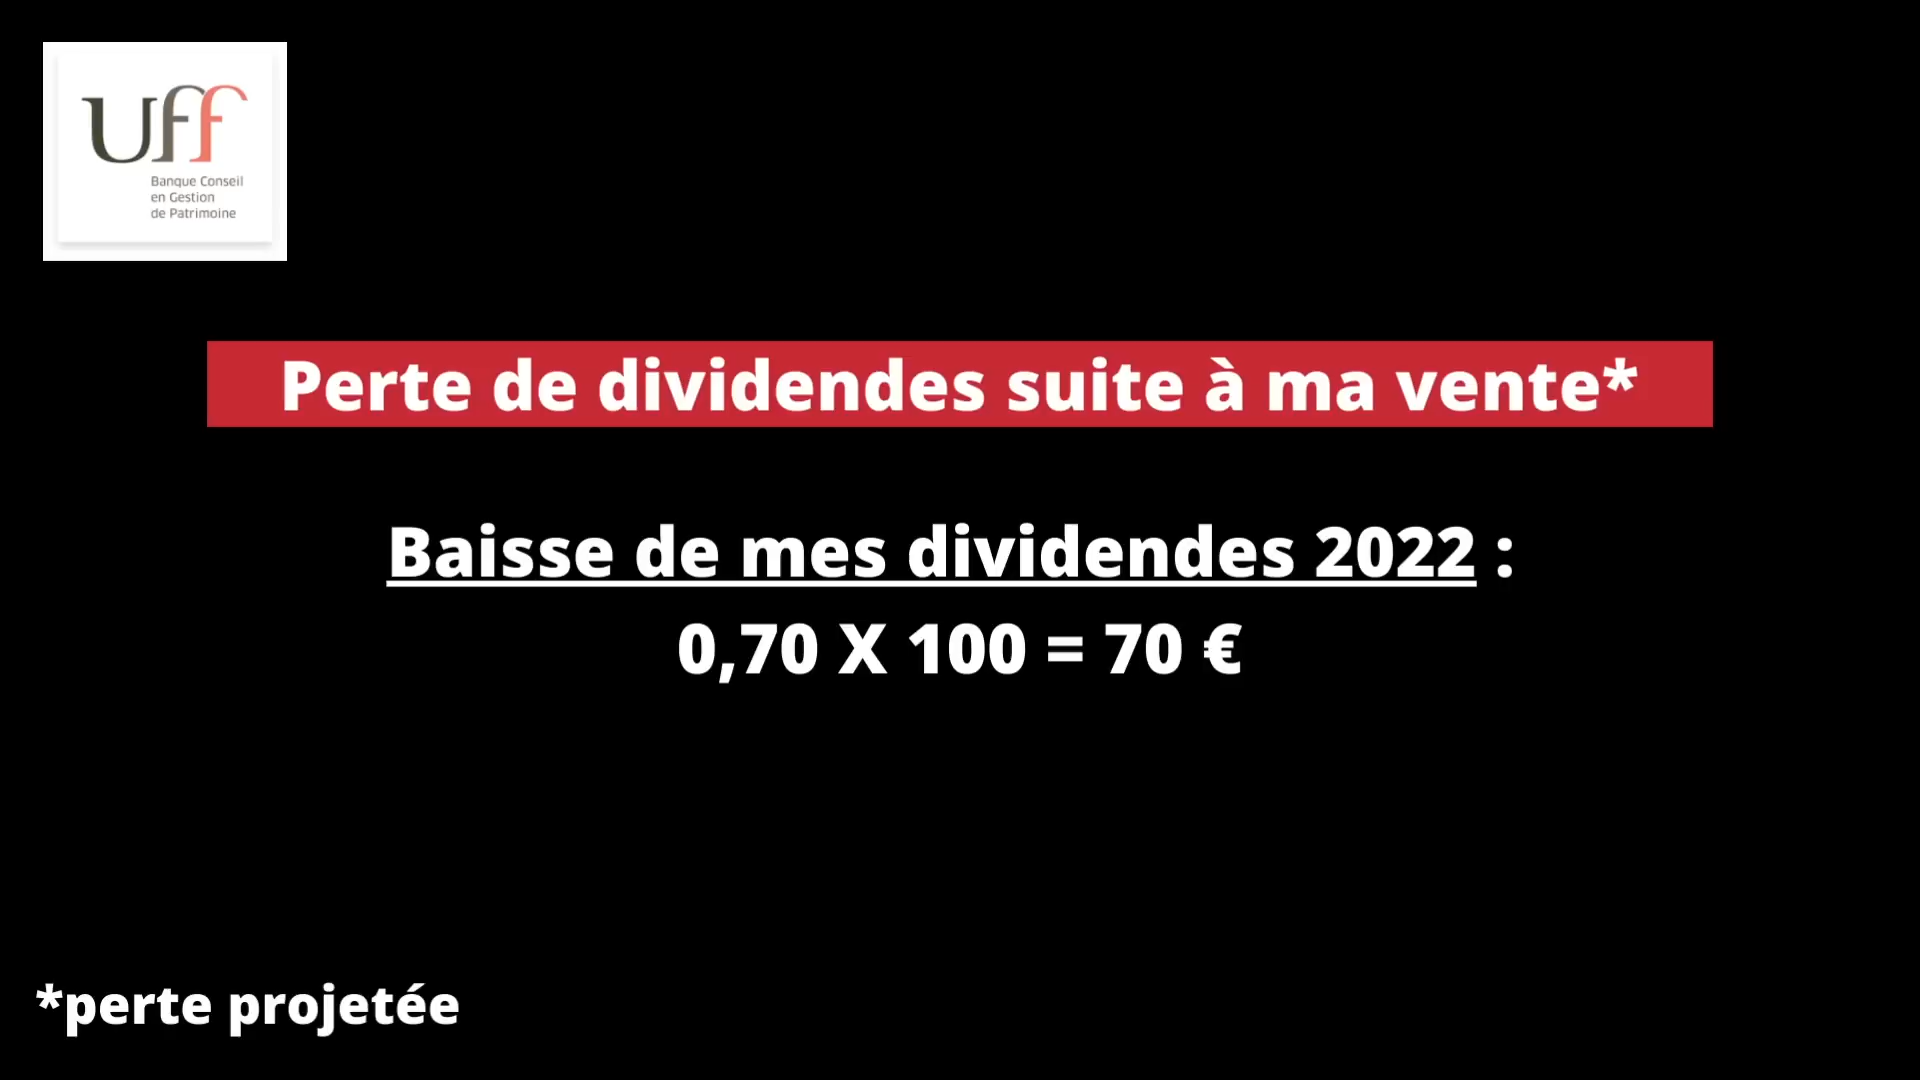 uff
Banque Conseil
en Gestion
de Patrimoine
Perte de dividendes suite à ma vente*
Baisse de mes dividendes 2022 :
0,70 X 100 = 70 €
*perte projetée